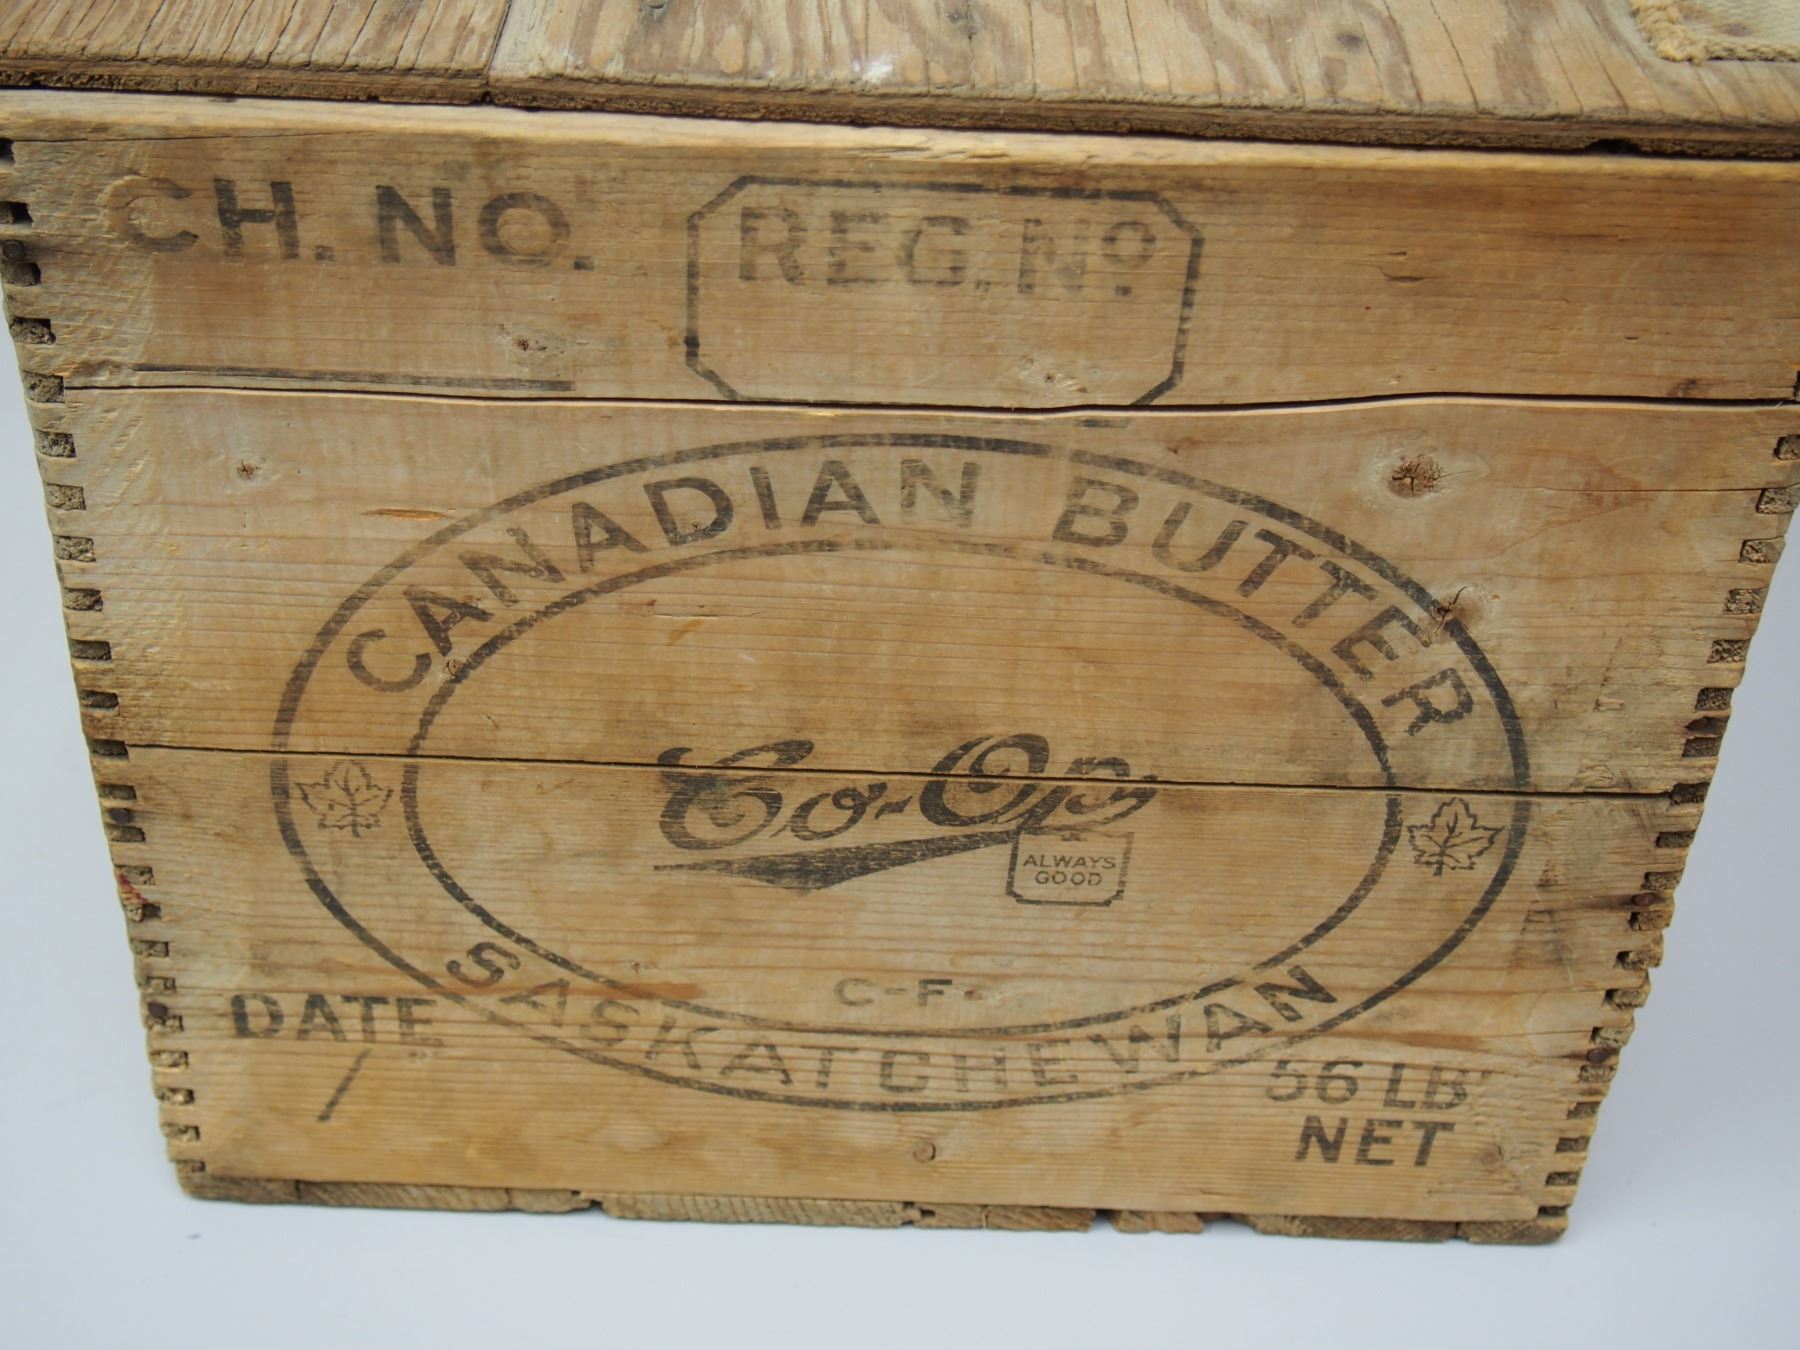 CH. NO.
REG. Nº
CANADIAN BUTTER
Co-Op
ALWAYS
GOOD
C-F
SASKATCHEWAN
DATE
/
56 LB
NET